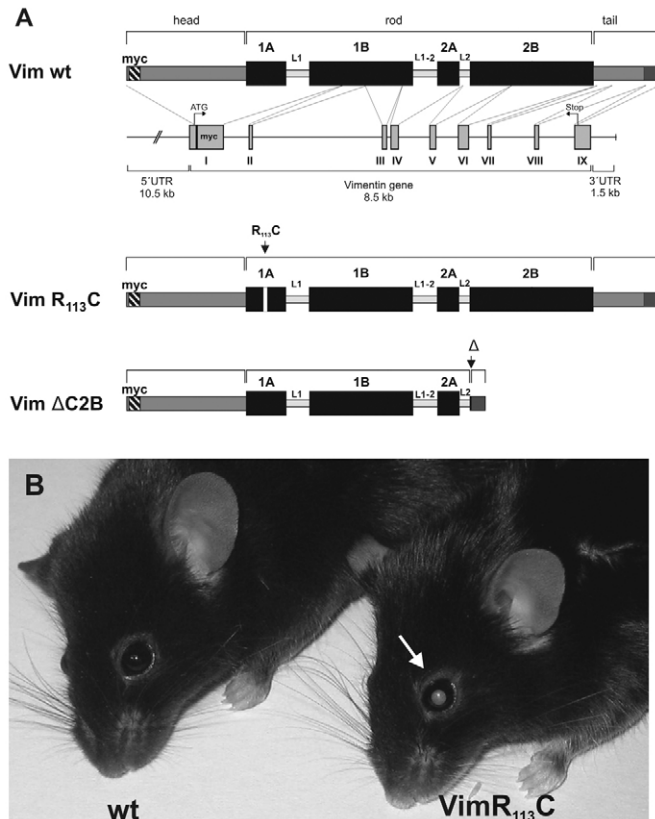 A
head rod tail
myc 1A L1 1B L1-2 2A L2 2B
Vim wt
ATG Stop
myc
I II III IV V VI VII VIII IX
5´UTR Vimentin gene 3´UTR
10.5 kb 8.5 kb 1.5 kb
R113C
myc 1A L1 1B L1-2 2A L2 2B
Vim R113C
Δ
myc 1A L1 1B L1-2 2A L2
Vim ΔC2B
B
wt VimR113C